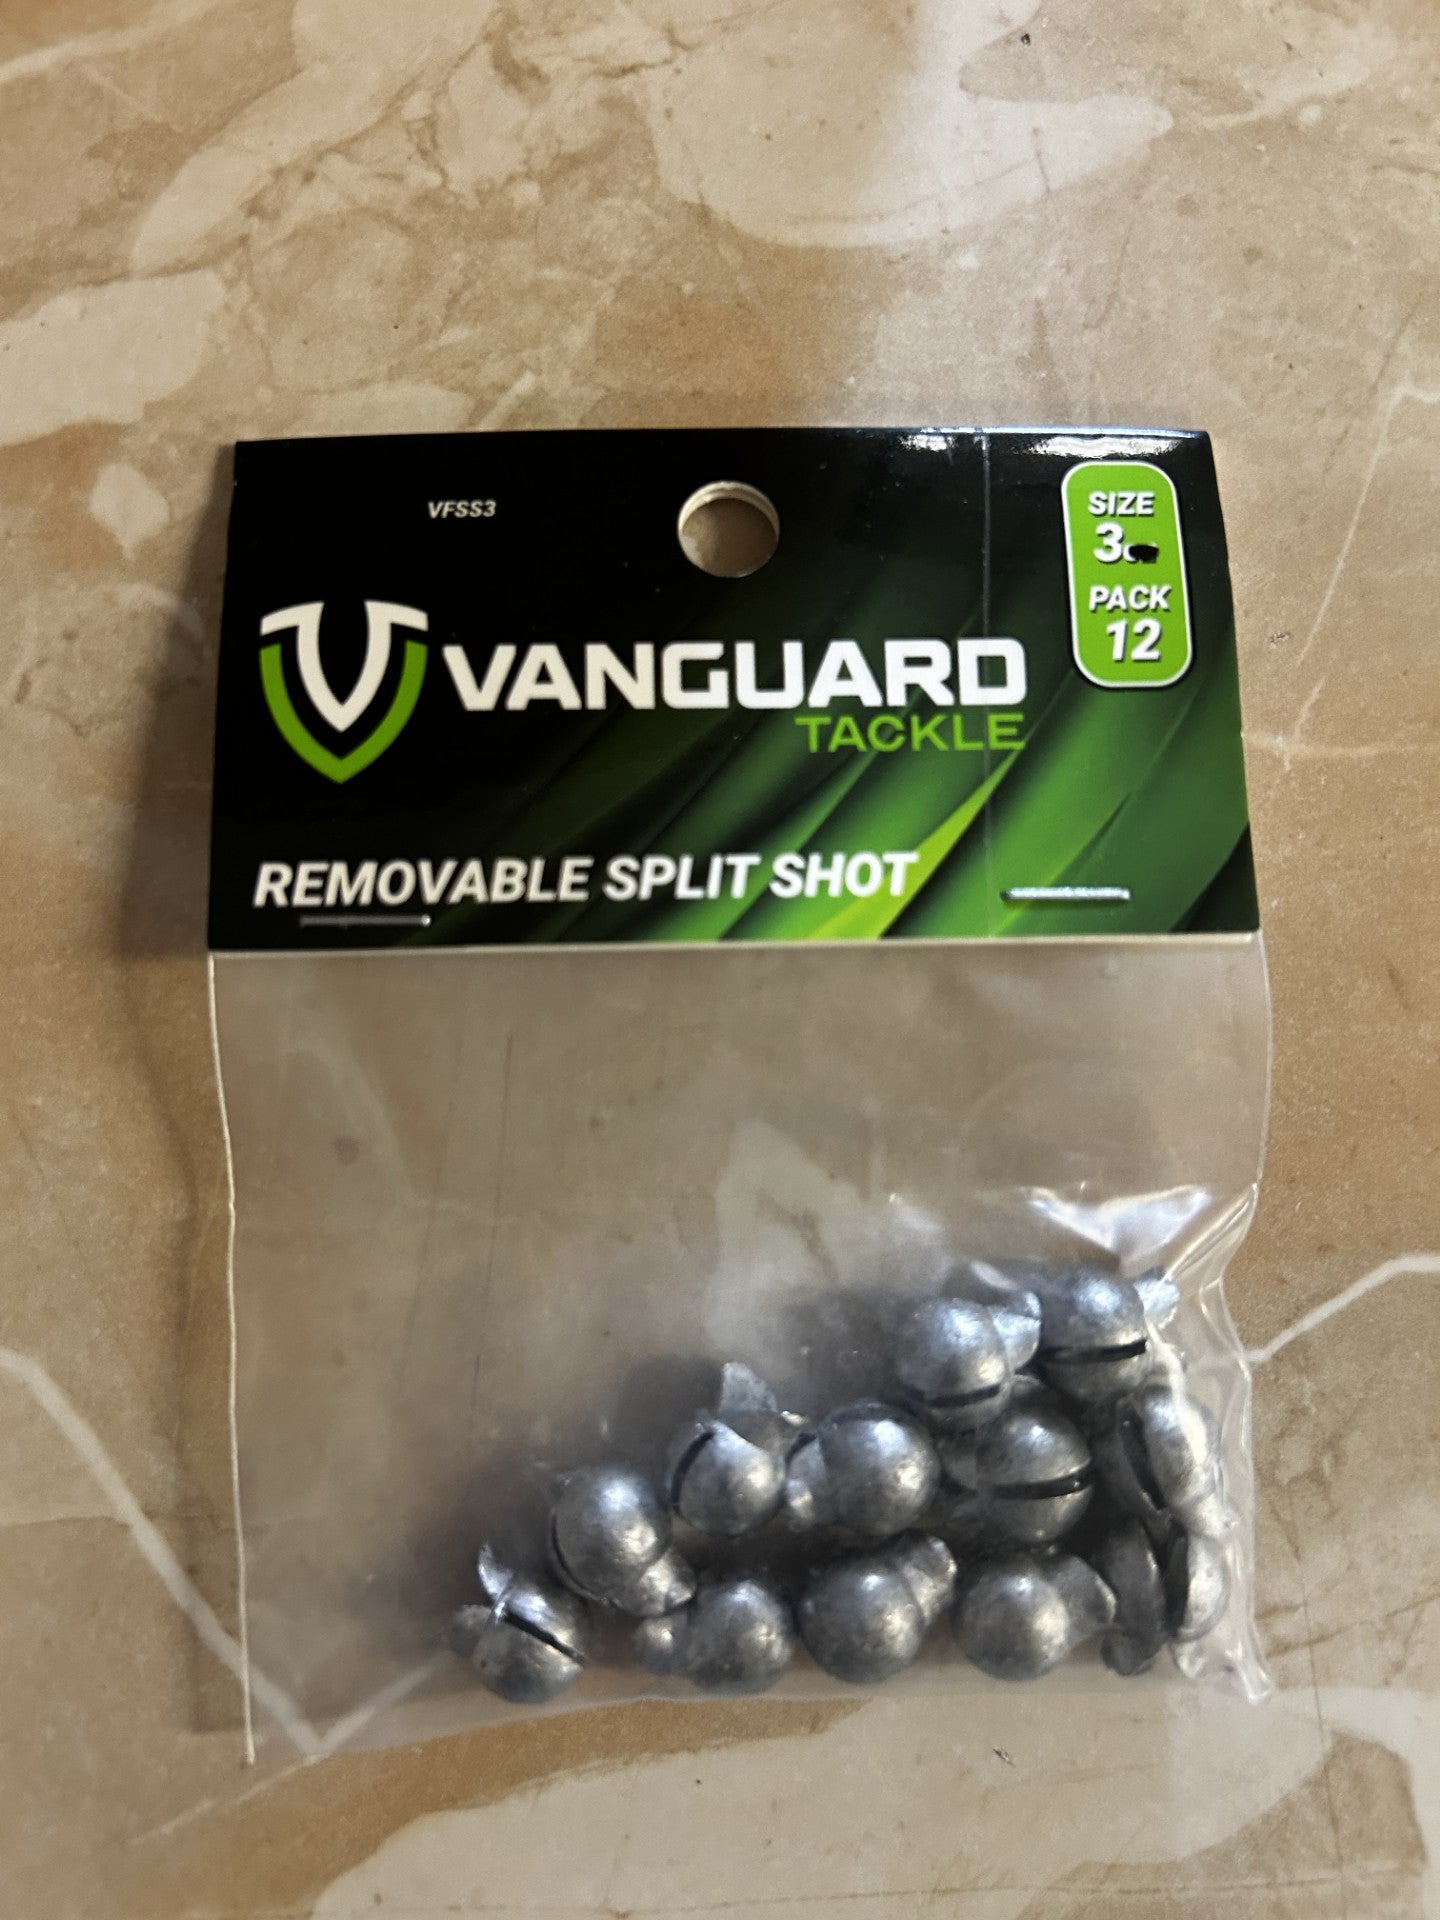 VFSS3
SIZE
3
PACK
12
VANGUARD
TACKLE
REMOVABLE SPLIT SHOT